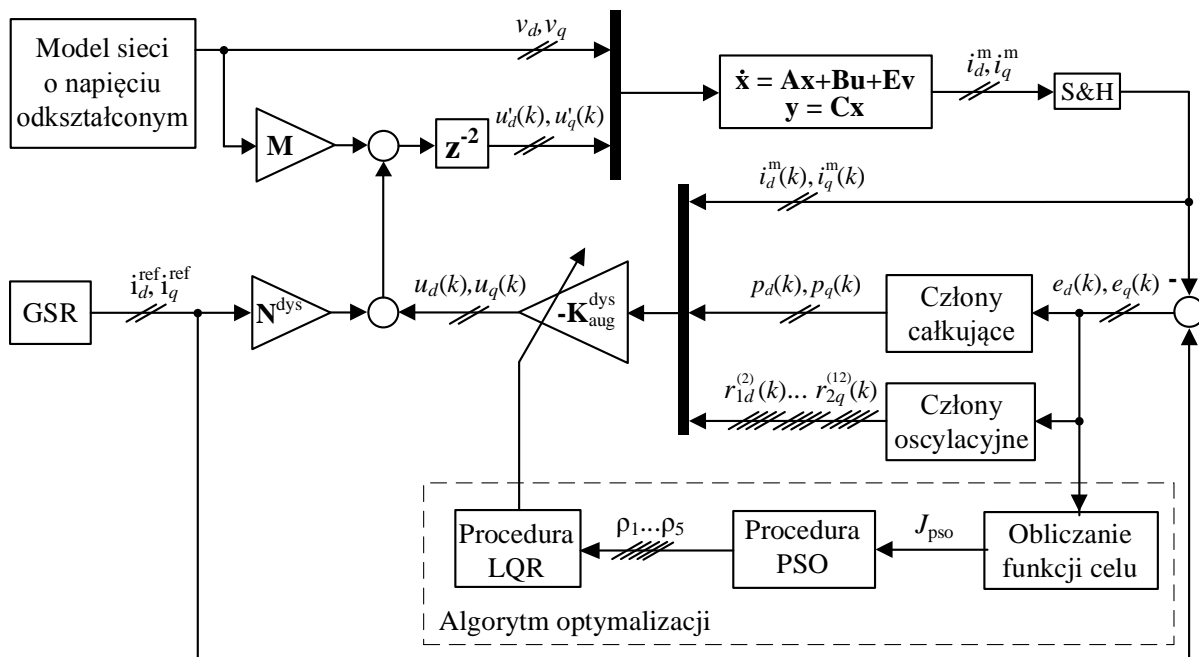 Model sieci
o napięciu
odkształconym
v_d, v_q
M
z^-2
u'_d(k), u'_q(k)
ẋ = Ax+Bu+Ev
y = Cx
i_d^m, i_q^m
S&H
i_d^m(k), i_q^m(k)
GSR
i_d^ref, i_q^ref
N^dys
u_d(k), u_q(k)
-K_aug^dys
p_d(k), p_q(k)
Człony
całkujące
e_d(k), e_q(k)
-
r_1d^(2)(k)... r_2q^(12)(k)
Człony
oscylacyjne
Procedura
LQR
ρ_1...ρ_5
Procedura
PSO
J_pso
Obliczanie
funkcji celu
Algorytm optymalizacji